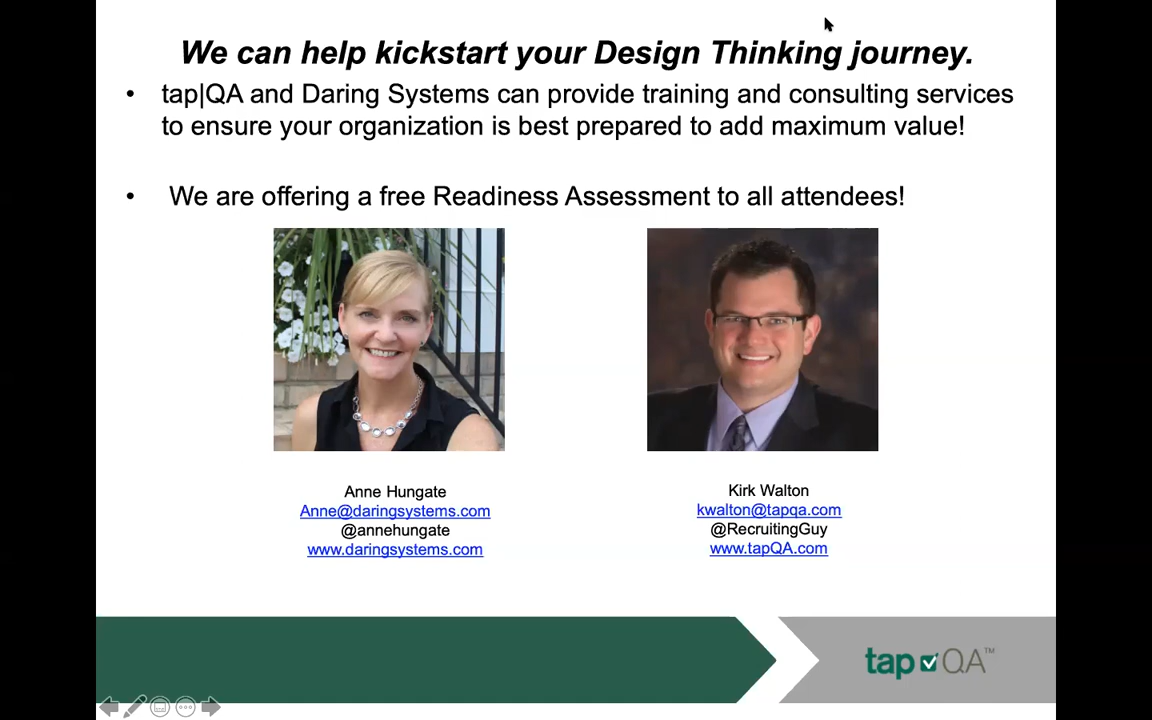 We can help kickstart your Design Thinking journey.
• tap|QA and Daring Systems can provide training and consulting services
to ensure your organization is best prepared to add maximum value!
• We are offering a free Readiness Assessment to all attendees!
Anne Hungate
Anne@daringsystems.com
@annehungate
www.daringsystems.com
Kirk Walton
kwalton@tapqa.com
@RecruitingGuy
www.tapQA.com
tap QA™